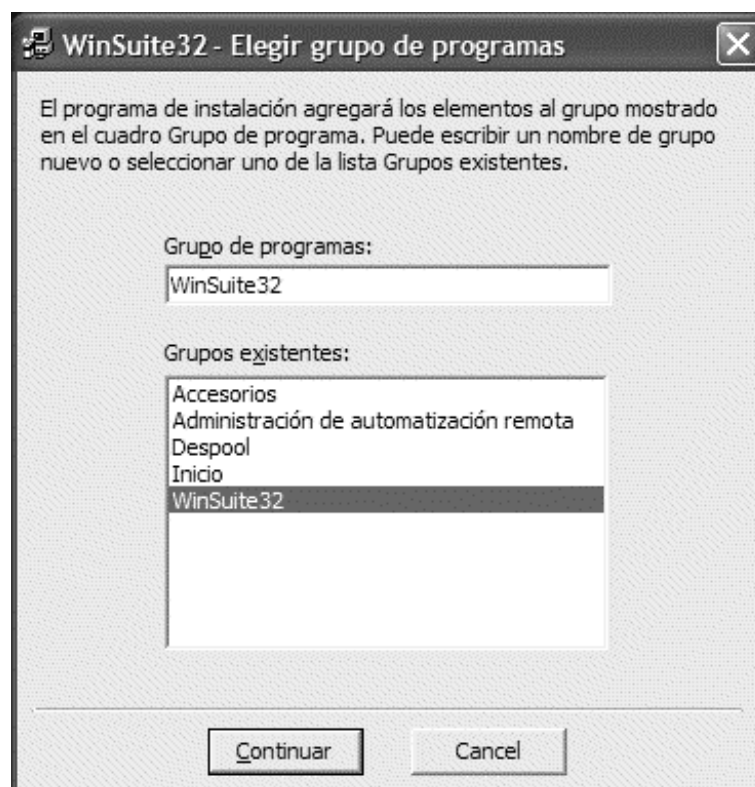 WinSuite32 - Elegir grupo de programas
El programa de instalación agregará los elementos al grupo mostrado
en el cuadro Grupo de programa. Puede escribir un nombre de grupo
nuevo o seleccionar uno de la lista Grupos existentes.
Grupo de programas:
WinSuite32
Grupos existentes:
Accesorios
Administración de automatización remota
Despool
Inicio
WinSuite32
Continuar
Cancel